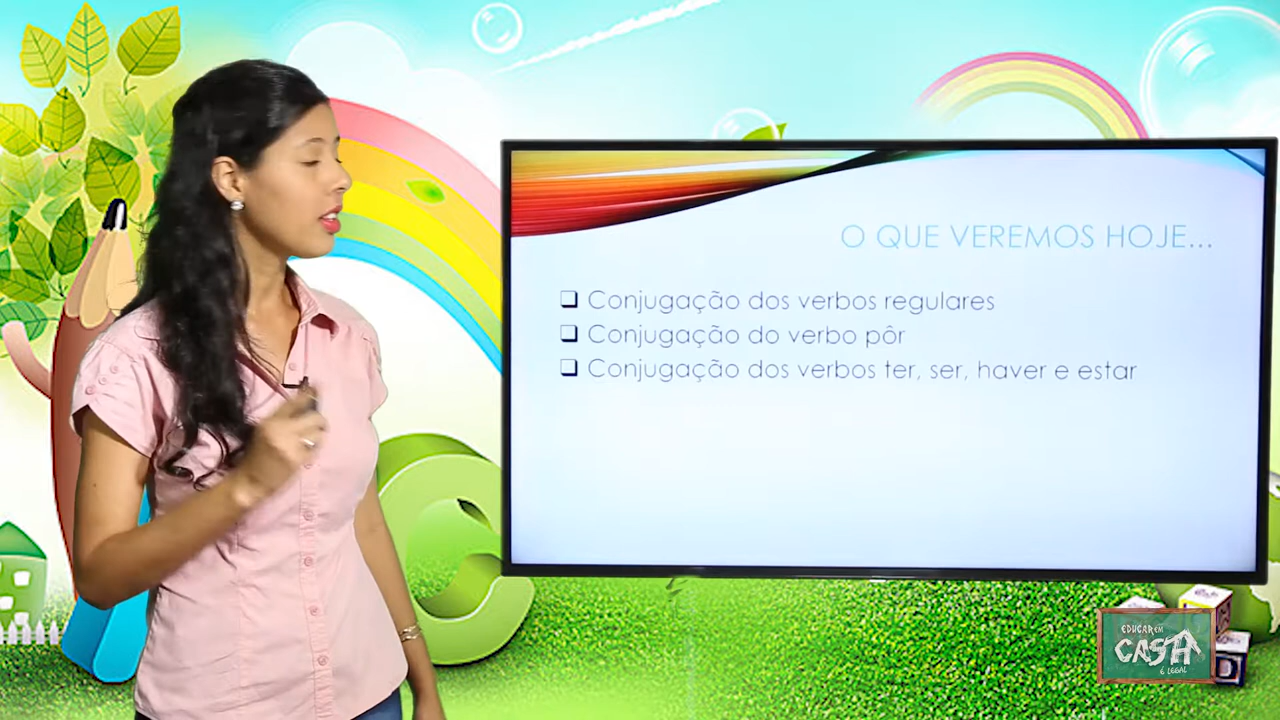 O QUE VEREMOS HOJE...
❑ Conjugação dos verbos regulares
❑ Conjugação do verbo pôr
❑ Conjugação dos verbos ter, ser, haver e estar
EDUCAR EM
CASA
É LEGAL
D